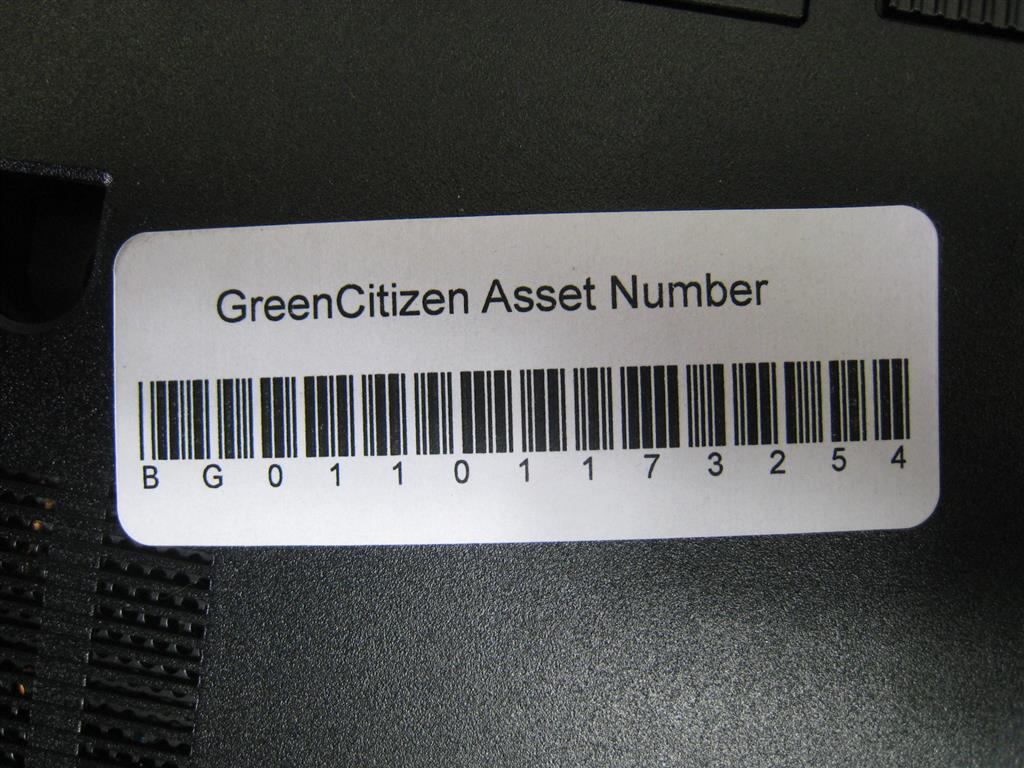 GreenCitizen Asset Number
B G 0 1 1 0 1 1 7 3 2 5 4